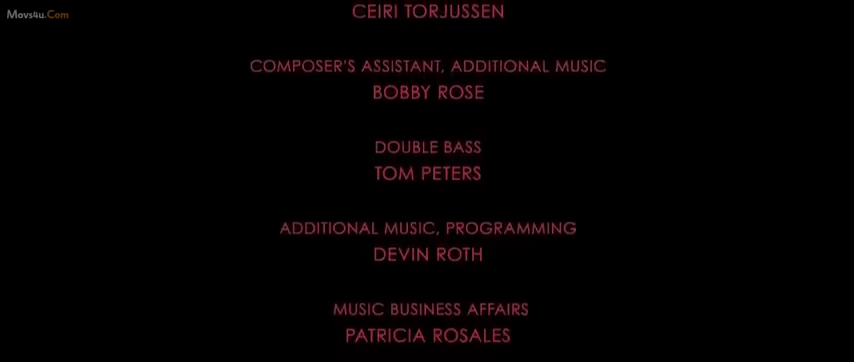 Movs4u.Com
CEIRI TORJUSSEN
COMPOSER'S ASSISTANT, ADDITIONAL MUSIC
BOBBY ROSE
DOUBLE BASS
TOM PETERS
ADDITIONAL MUSIC, PROGRAMMING
DEVIN ROTH
MUSIC BUSINESS AFFAIRS
PATRICIA ROSALES